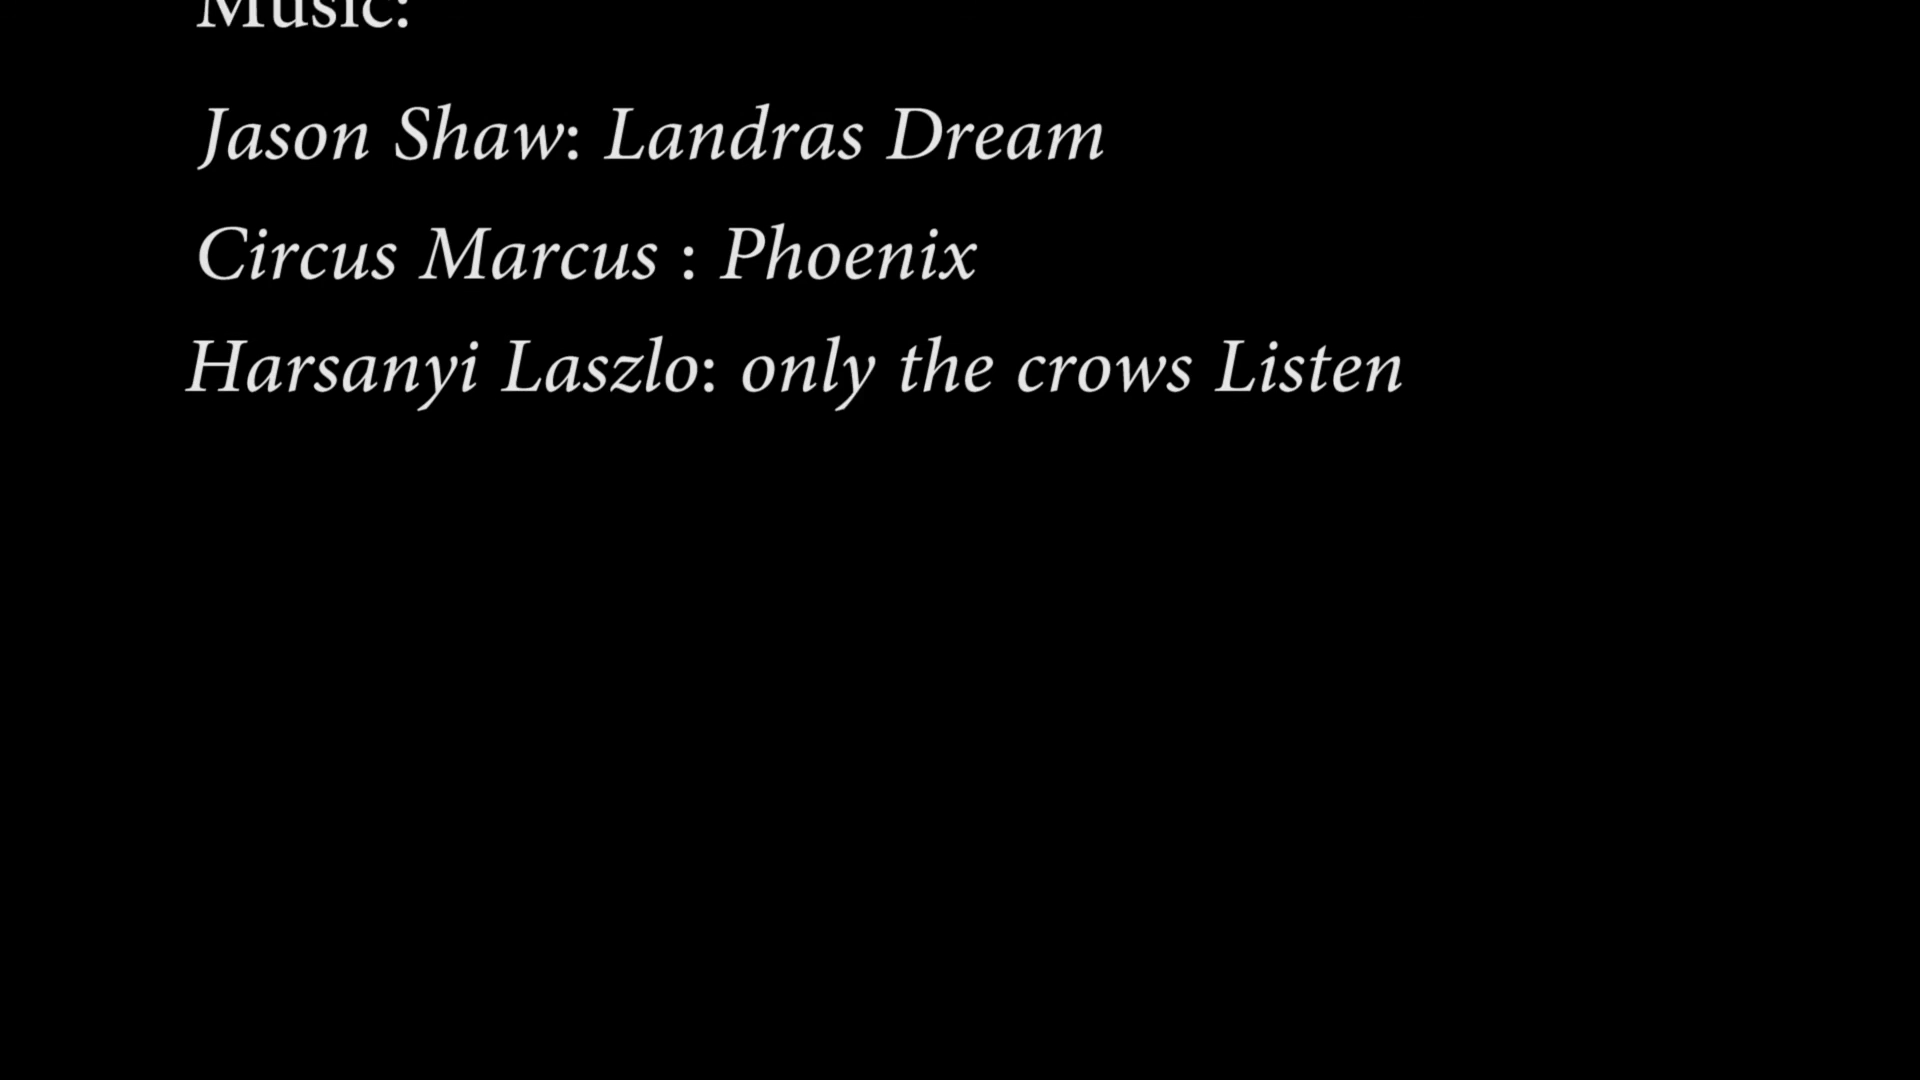 Music:
Jason Shaw: Landras Dream
Circus Marcus : Phoenix
Harsanyi Laszlo: only the crows Listen